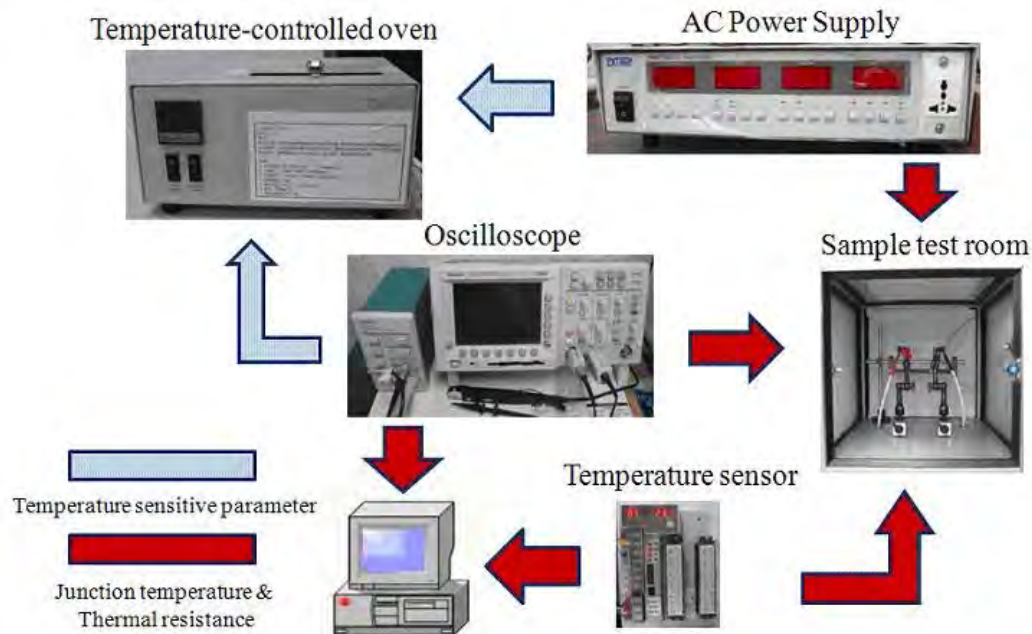 Temperature-controlled oven
AC Power Supply
Oscilloscope
Sample test room
Temperature sensor
Temperature sensitive parameter
Junction temperature &
Thermal resistance